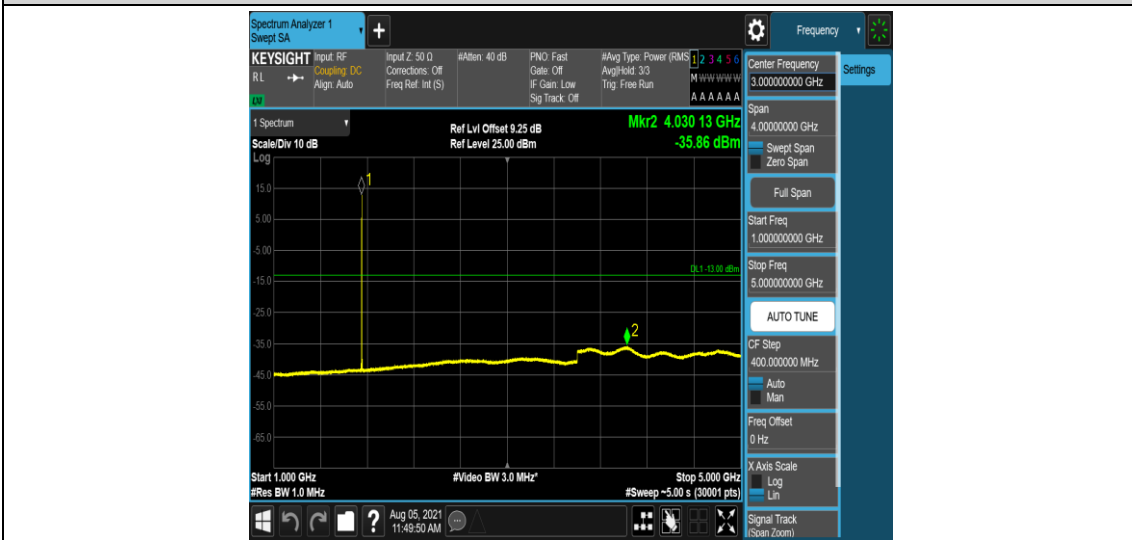 Spectrum Analyzer 1
Swept SA
+
Frequency
KEYSIGHT
Input: RF
Input Z: 50 Ω
#Atten: 40 dB
PNO: Fast
#Avg Type: Power (RMS
1 2 3 4 5 6
R L
Coupling: DC
Corrections: Off
Gate: Off
Avg|Hold: 3/3
M W W W W W
Align: Auto
Freq Ref: Int (S)
IF Gain: Low
Trig: Free Run
Sig Track: Off
A A A A A A
LXI
Center Frequency
3.000000000 GHz
Settings
1 Spectrum
Ref Lvl Offset 9.25 dB
Mkr2 4.030 13 GHz
Scale/Div 10 dB
Ref Level 25.00 dBm
-35.86 dBm
Log
Span
4.00000000 GHz
Swept Span
Zero Span
Full Span
Start Freq
1.000000000 GHz
Stop Freq
5.000000000 GHz
AUTO TUNE
CF Step
400.000000 MHz
Auto
Man
Freq Offset
0 Hz
X Axis Scale
Log
Lin
Signal Track
(Span Zoom)
15.0
1
5.00
-5.00
DL1 -13.00 dBm
-15.0
-25.0
2
-35.0
-45.0
-55.0
-65.0
Start 1.000 GHz
#Video BW 3.0 MHz*
Stop 5.000 GHz
#Res BW 1.0 MHz
#Sweep ~5.00 s (30001 pts)
?
Aug 05, 2021
11:49:50 AM